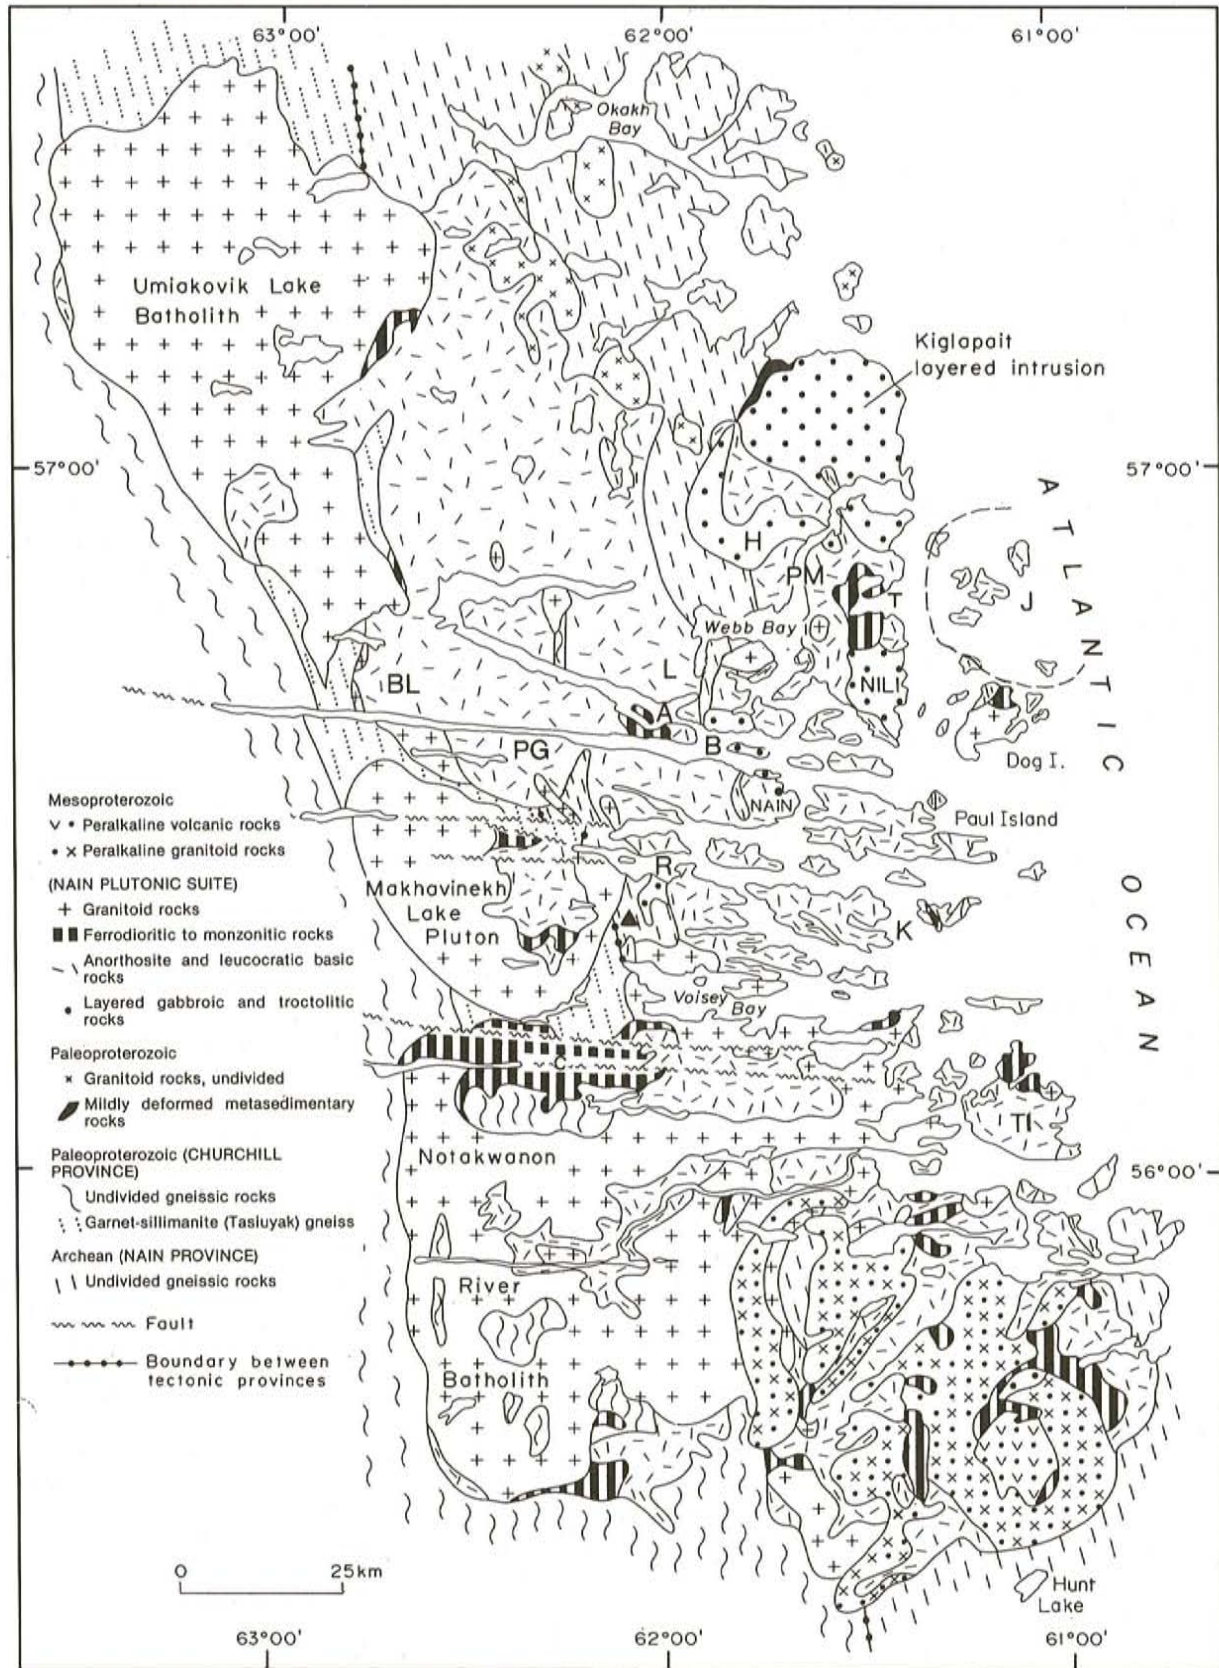 63°00'
62°00'
61°00'
Okakh
Bay
Umiakovik Lake
Batholith
Kiglapait
layered intrusion
57°00'
57°00'
H
PM
T
J
Webb Bay
BL
L
NILI
A
B
PG
Dog I.
NAIN
Paul Island
ATLANTIC
OCEAN
R
Makhavinekh
Lake
Pluton
K
Voisey
Bay
C
TI
Notakwanon
56°00'
River
Batholith
Hunt
Lake
Mesoproterozoic
Peralkaline volcanic rocks
Peralkaline granitoid rocks
(NAIN PLUTONIC SUITE)
Granitoid rocks
Ferrodioritic to monzonitic rocks
Anorthosite and leucocratic basic
rocks
Layered gabbroic and troctolitic
rocks
Paleoproterozoic
Granitoid rocks, undivided
Mildly deformed metasedimentary
rocks
Paleoproterozoic (CHURCHILL
PROVINCE)
Undivided gneissic rocks
Garnet-sillimanite (Tasiuyak) gneiss
Archean (NAIN PROVINCE)
Undivided gneissic rocks
Fault
Boundary between
tectonic provinces
0 25km
63°00'
62°00'
61°00'